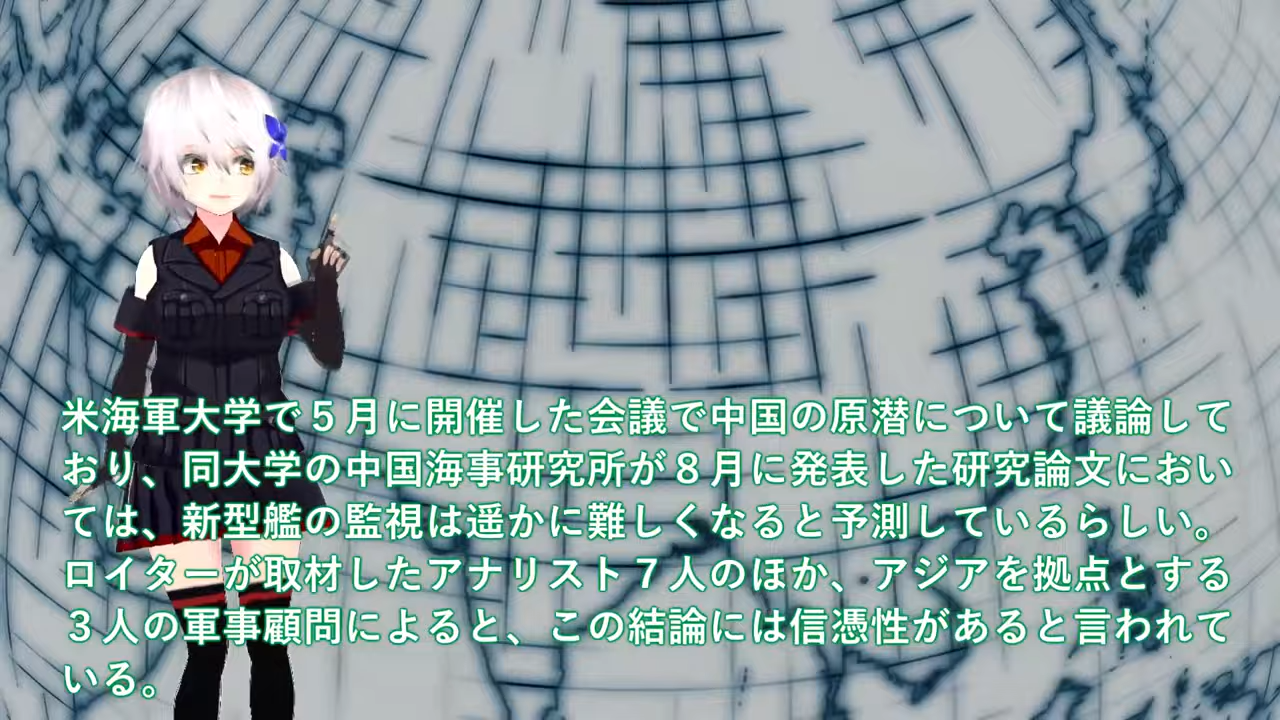 米海軍大学で５月に開催した会議で中国の原潜について議論して
おり、同大学の中国海事研究所が８月に発表した研究論文におい
ては、新型艦の監視は遥かに難しくなると予測しているらしい。
ロイターが取材したアナリスト７人のほか、アジアを拠点とする
３人の軍事顧問によると、この結論には信憑性があると言われて
いる。